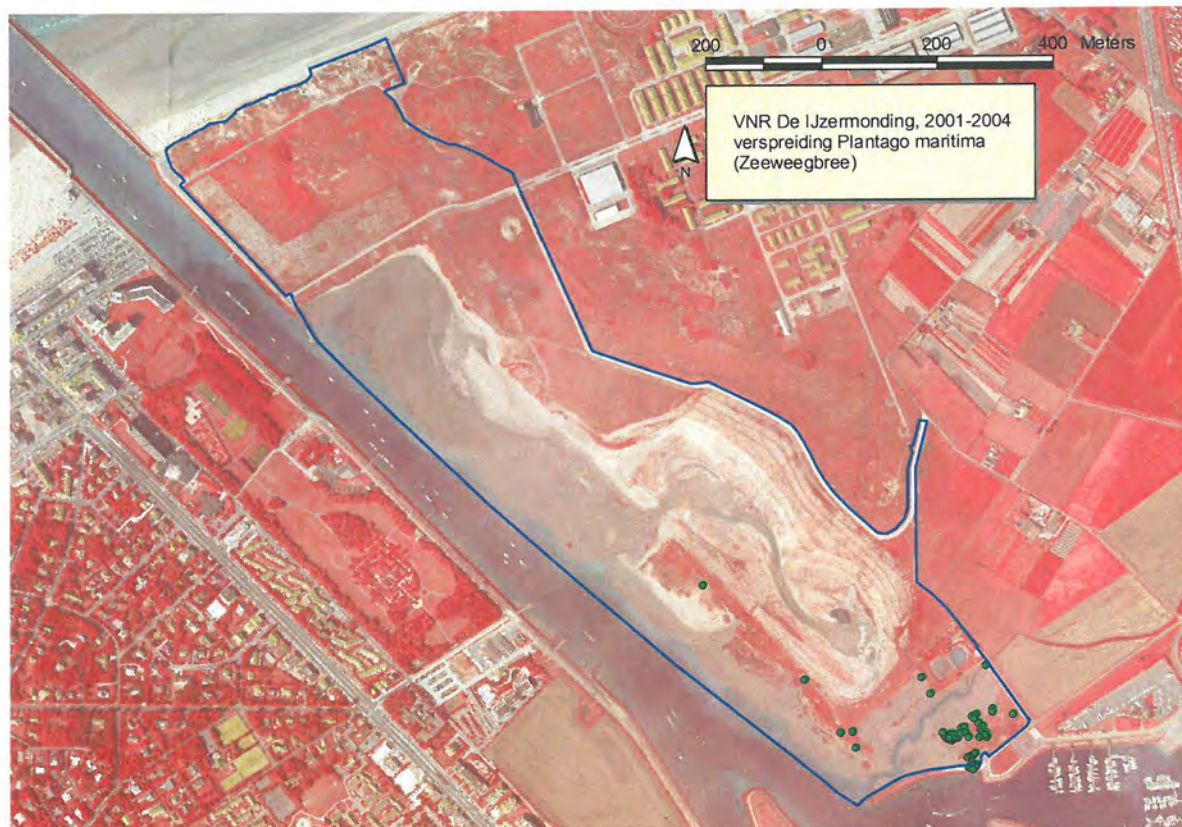 200 0 200 400 Meters
VNR De IJzermonding, 2001-2004
verspreiding Plantago maritima
(Zeeweegbree)
N